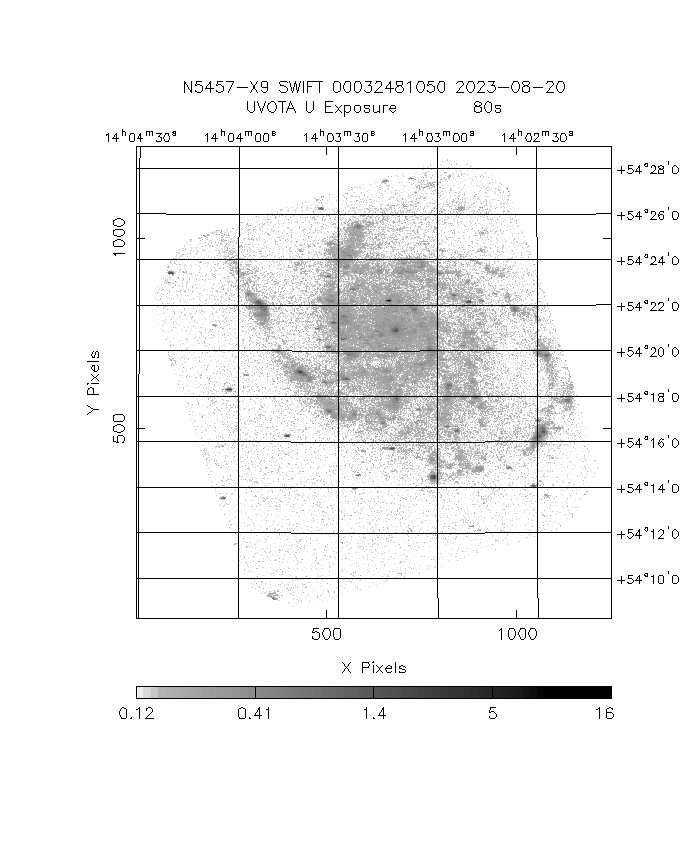 N5457-X9 SWIFT 00032481050 2023-08-20
UVOTA U Exposure 80s
14ʰ04ᵐ30ˢ 14ʰ04ᵐ00ˢ 14ʰ03ᵐ30ˢ 14ʰ03ᵐ00ˢ 14ʰ02ᵐ30ˢ
+54°28'0
+54°26'0
1000
+54°24'0
+54°22'0
+54°20'0
Y Pixels
+54°18'0
500
+54°16'0
+54°14'0
+54°12'0
+54°10'0
500 1000
X Pixels
0.12 0.41 1.4 5 16